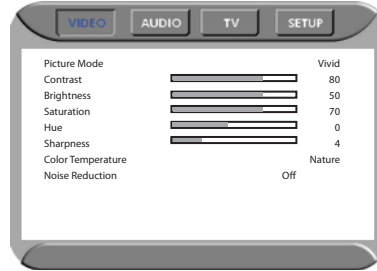 VIDEO AUDIO TV SETUP
Picture Mode Vivid
Contrast 80
Brightness 50
Saturation 70
Hue 0
Sharpness 4
Color Temperature Nature
Noise Reduction Off